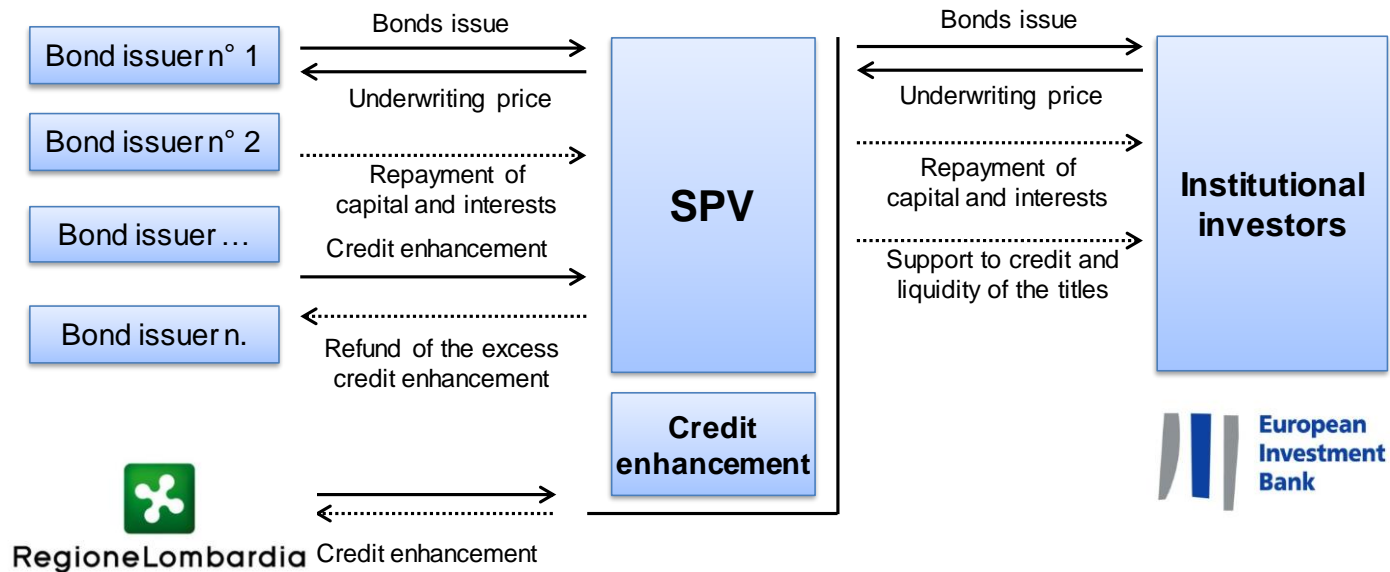 Bond issuer n° 1
Bond issuer n° 2
Bond issuer …
Bond issuer n.
Bonds issue
Underwriting price
Repayment of
capital and interests
Credit enhancement
Refund of the excess
credit enhancement
SPV
Credit
enhancement
Bonds issue
Underwriting price
Repayment of
capital and interests
Support to credit and
liquidity of the titles
Institutional
investors
European
Investment
Bank
RegioneLombardia
Credit enhancement